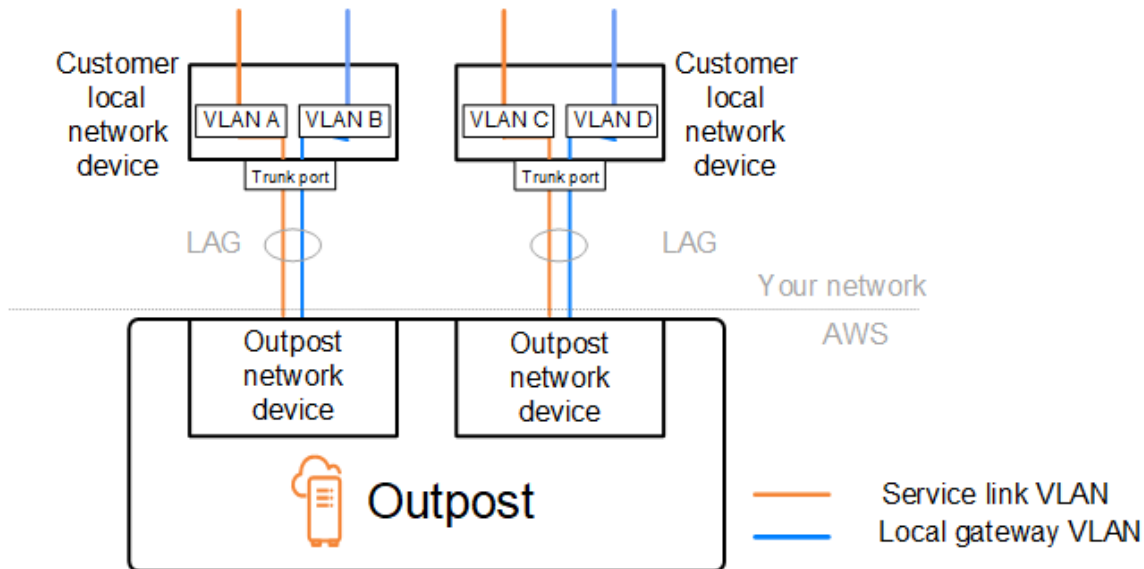 Customer
local
network
device
VLAN A
VLAN B
Trunk port
VLAN C
VLAN D
Trunk port
Customer
local
network
device
LAG
LAG
Your network
AWS
Outpost
network
device
Outpost
network
device
Outpost
Service link VLAN
Local gateway VLAN